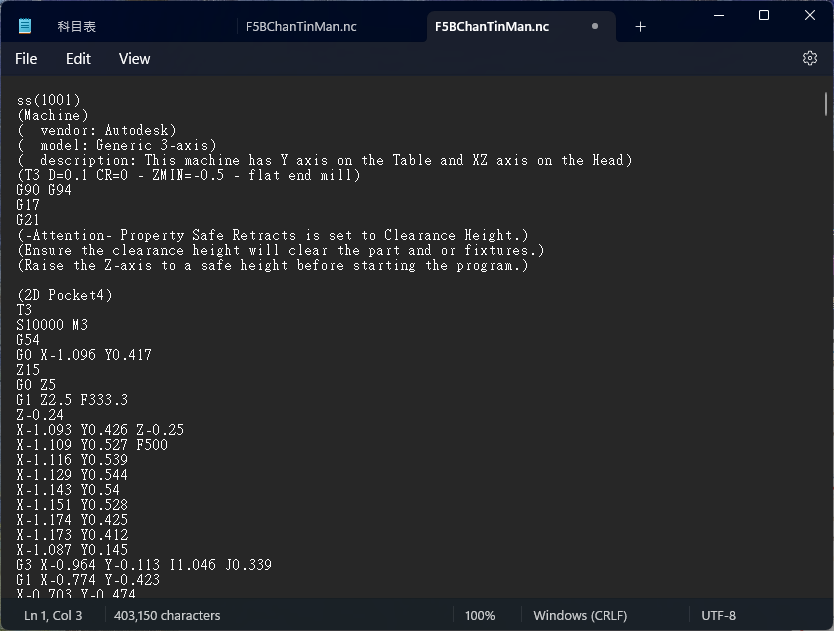 科目表
F5BChanTinMan.nc
F5BChanTinMan.nc
File Edit View
ss(1001)
(Machine)
(  vendor: Autodesk)
(  model: Generic 3-axis)
(  description: This machine has Y axis on the Table and XZ axis on the Head)
(T3 D=0.1 CR=0 - ZMIN=-0.5 - flat end mill)
G90 G94
G17
G21
(-Attention- Property Safe Retracts is set to Clearance Height.)
(Ensure the clearance height will clear the part and or fixtures.)
(Raise the Z-axis to a safe height before starting the program.)
(2D Pocket4)
T3
S10000 M3
G54
G0 X-1.096 Y0.417
Z15
G0 Z5
G1 Z2.5 F333.3
Z-0.24
X-1.093 Y0.426 Z-0.25
X-1.109 Y0.527 F500
X-1.116 Y0.539
X-1.129 Y0.544
X-1.143 Y0.54
X-1.151 Y0.528
X-1.174 Y0.425
X-1.173 Y0.412
X-1.087 Y0.145
G3 X-0.964 Y-0.113 I1.046 J0.339
G1 X-0.774 Y-0.423
X-0.703 Y-0.474
Ln 1, Col 3 403,150 characters 100% Windows (CRLF) UTF-8